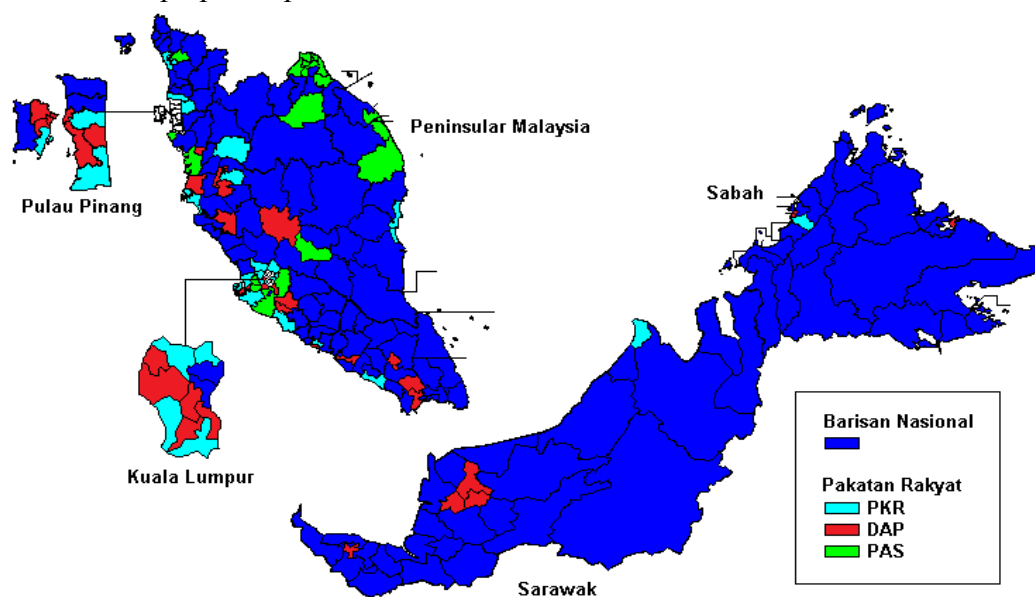 Peninsular Malaysia
Pulau Pinang
Sabah
Kuala Lumpur
Sarawak
Barisan Nasional
Pakatan Rakyat
PKR
DAP
PAS